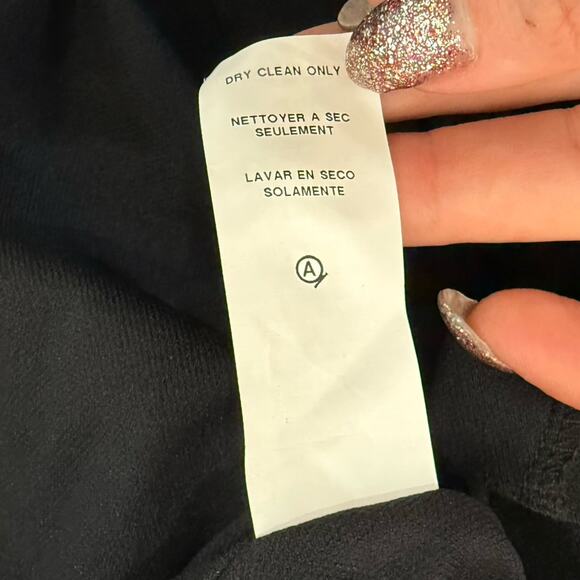 DRY CLEAN ONLY
NETTOYER A SEC
SEULEMENT
LAVAR EN SECO
SOLAMENTE
A